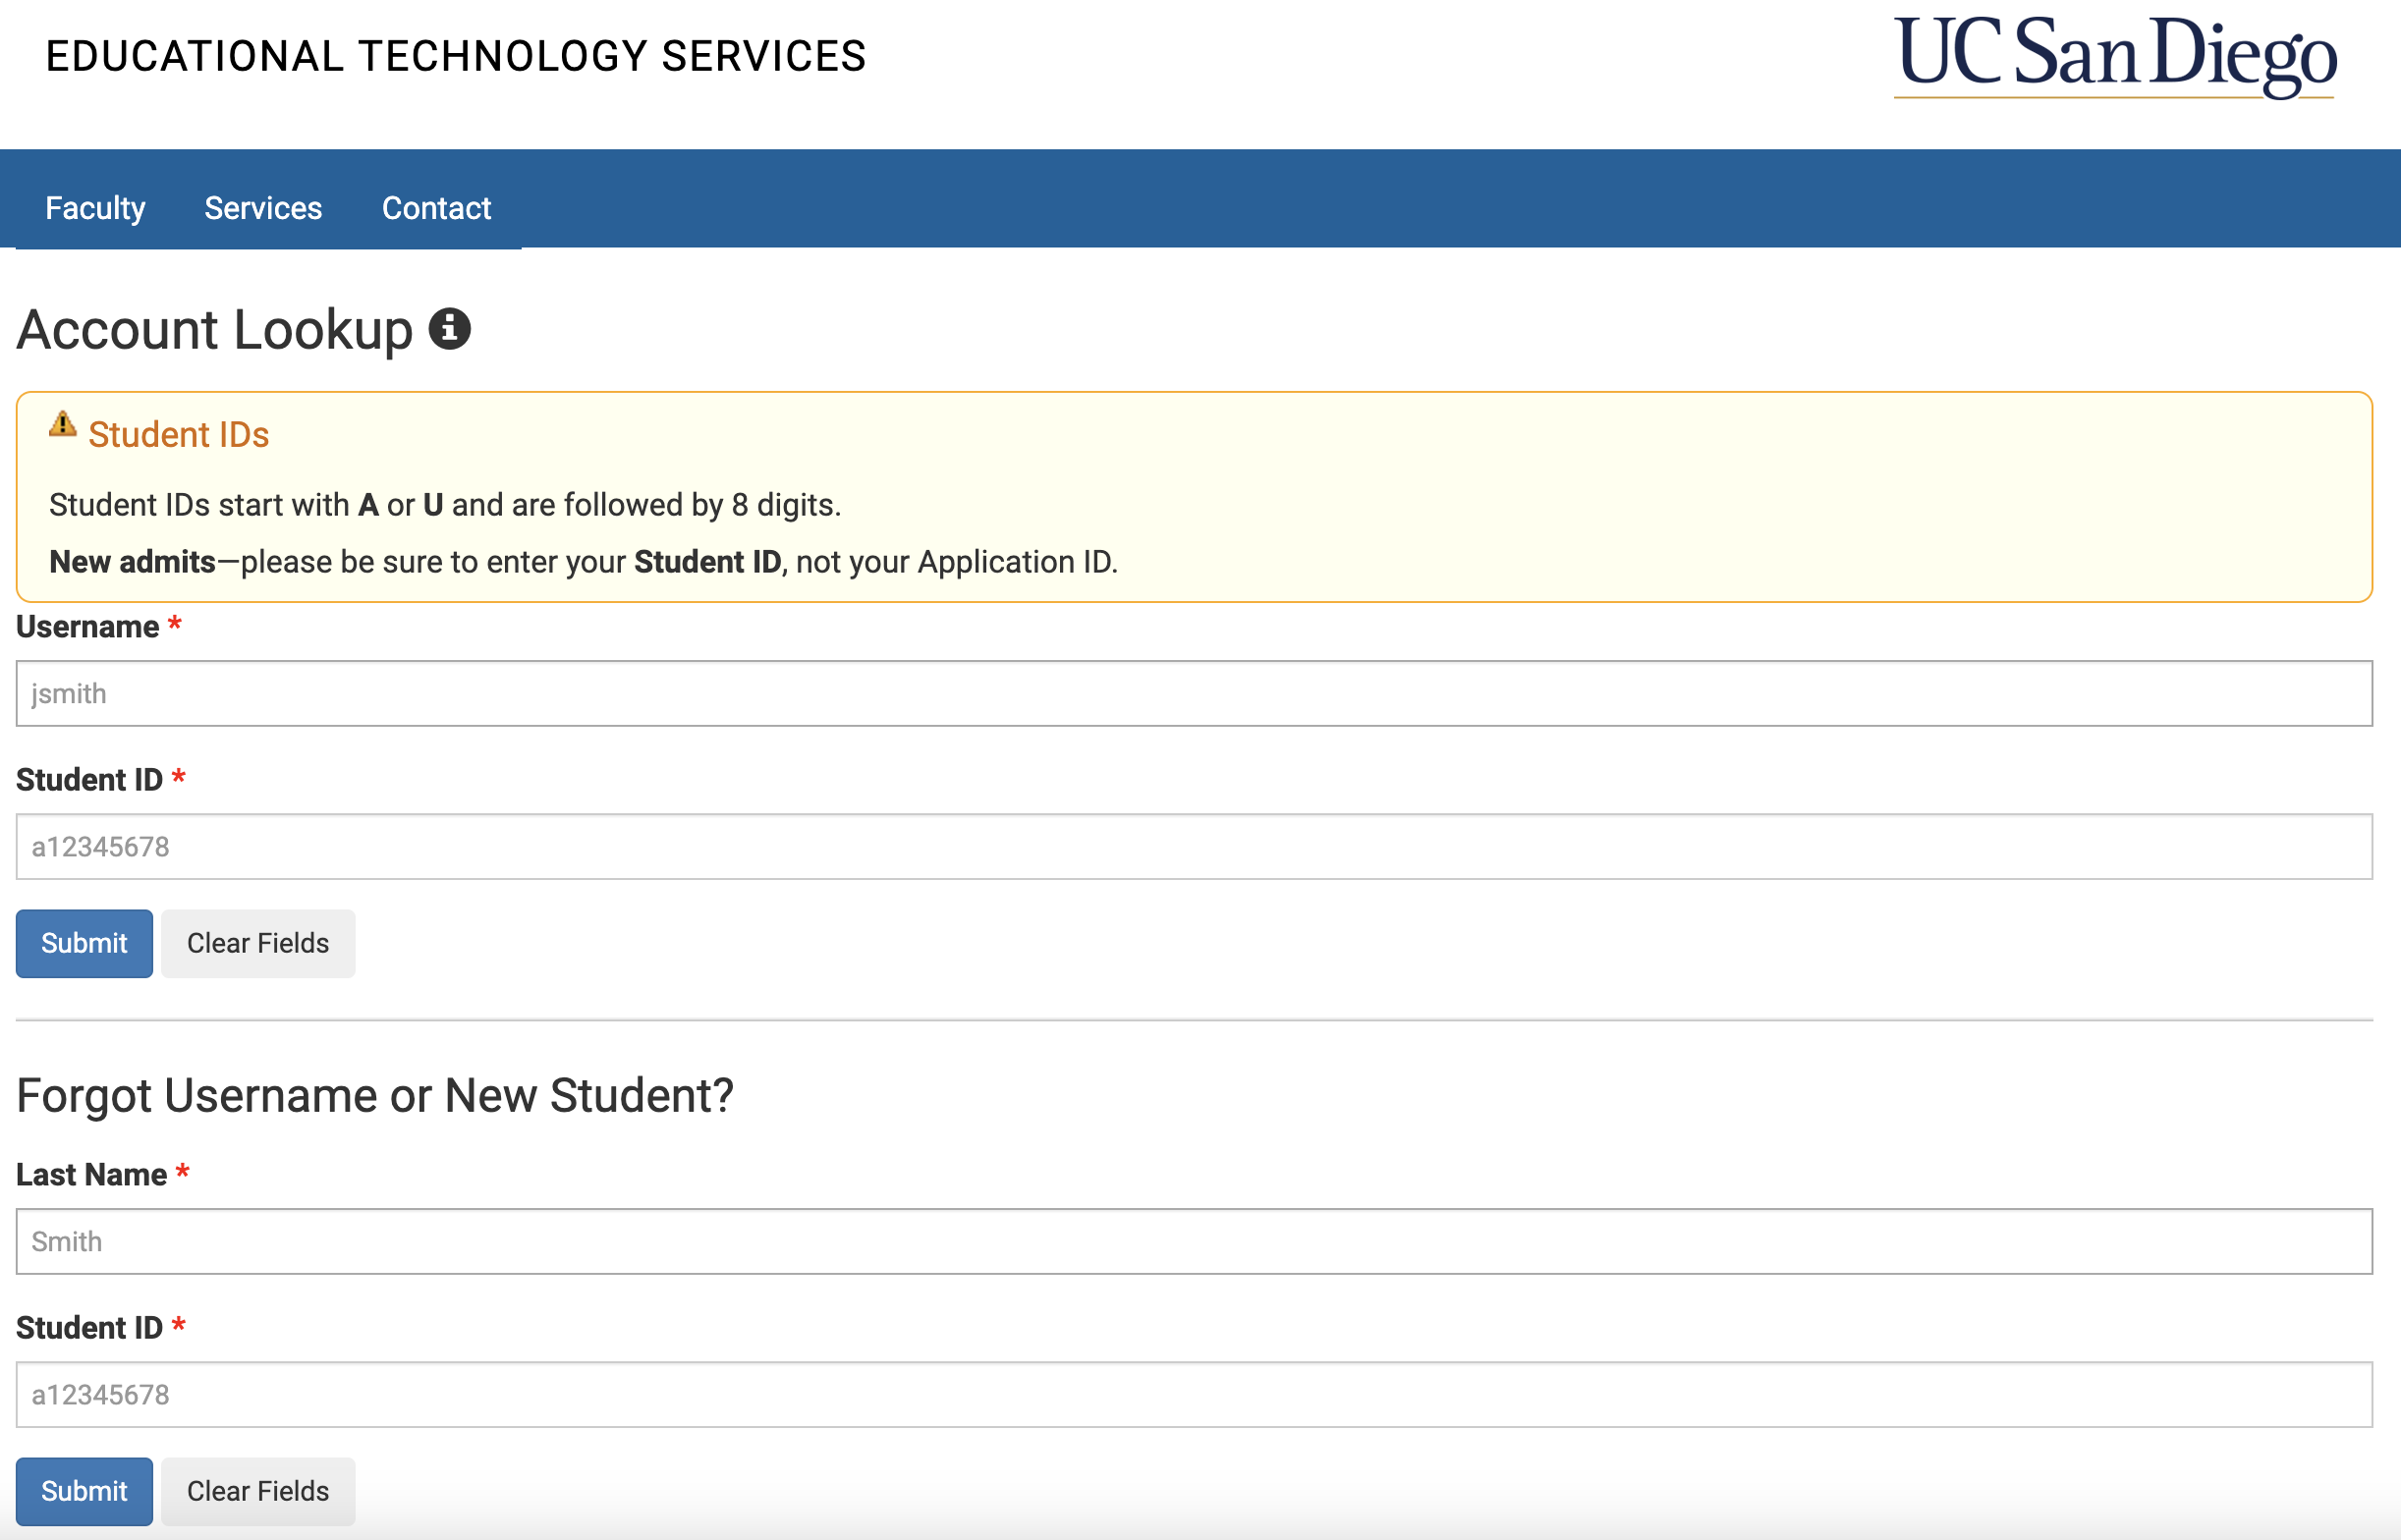 EDUCATIONAL TECHNOLOGY SERVICES
UC San Diego
Faculty Services Contact
Account Lookup
Student IDs
Student IDs start with A or U and are followed by 8 digits.
New admits—please be sure to enter your Student ID, not your Application ID.
Username *
jsmith
Student ID *
a12345678
Submit Clear Fields
Forgot Username or New Student?
Last Name *
Smith
Student ID *
a12345678
Submit Clear Fields